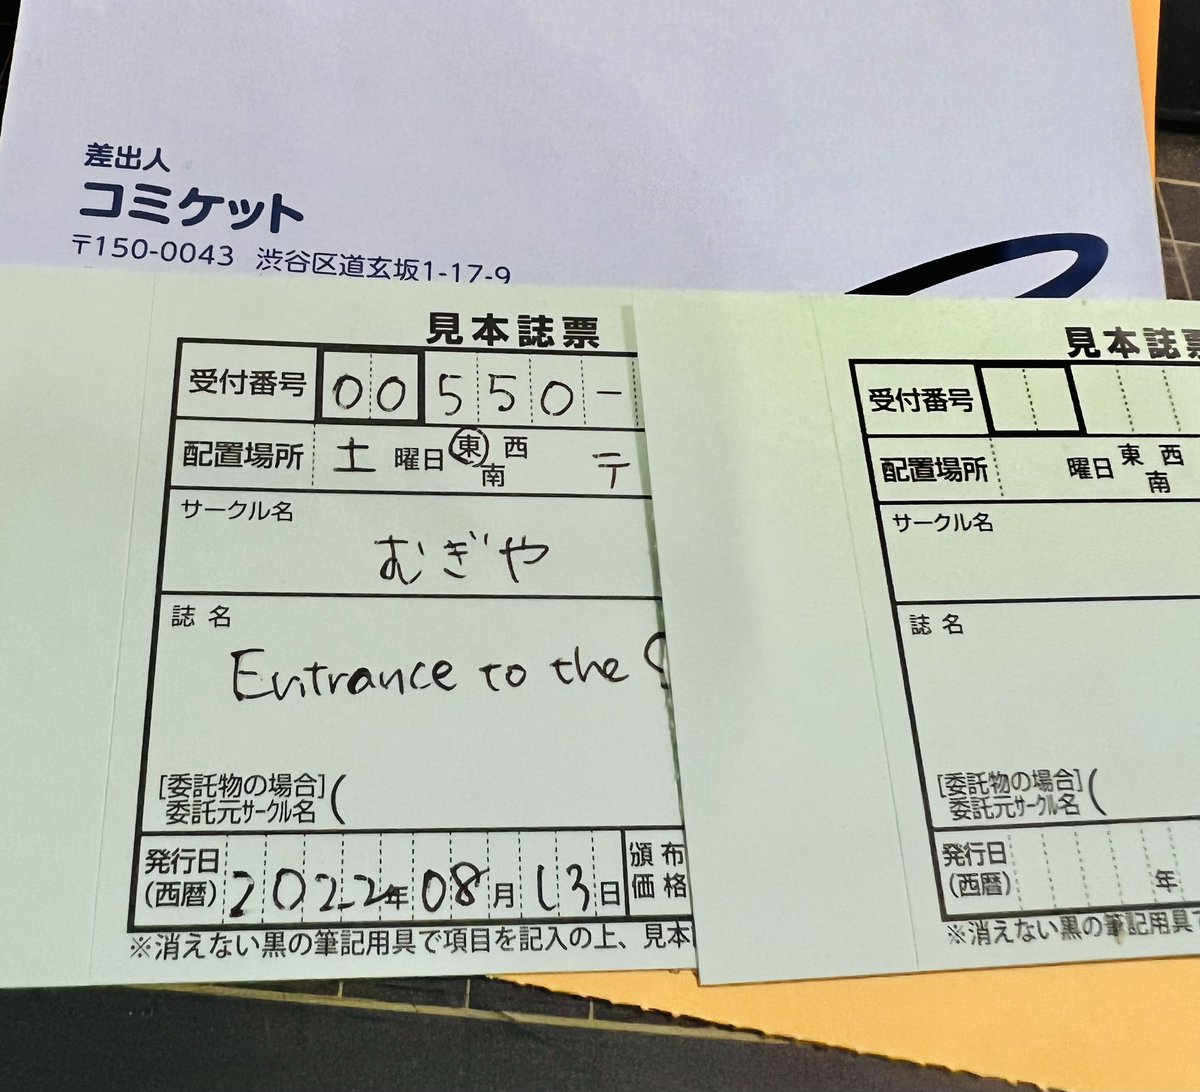 差出人
コミケット
〒150-0043 渋谷区道玄坂1-17-9
見本誌票
受付番号 00550-
配置場所 土 曜日 東 西 南 テ
サークル名
むぎや
誌 名
Entrance to the
[委託物の場合]
委託元サークル名 (
発行日
(西暦) 2022年08月13日
頒布
価格
※消えない黒の筆記用具で項目を記入の上、見本
見本誌票
受付番号
配置場所 曜日 東 西 南
サークル名
誌 名
[委託物の場合]
委託元サークル名 (
発行日
(西暦) 年
※消えない黒の筆記用具で